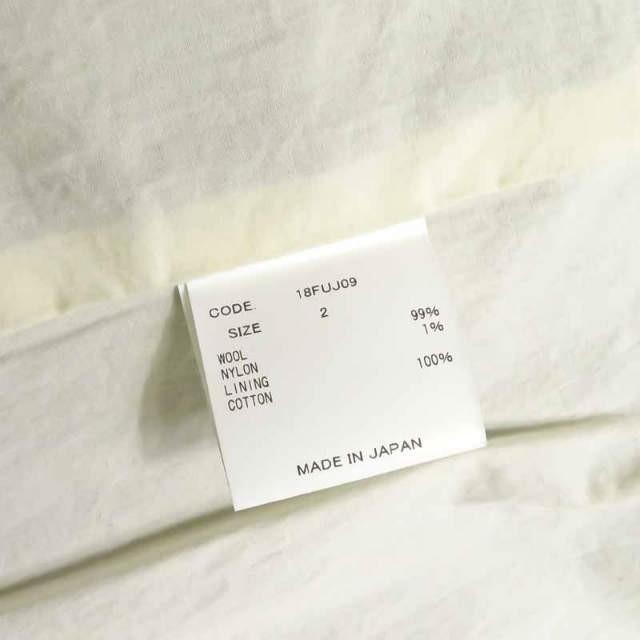 CODE. 18FUJ09
SIZE 2
WOOL 99%
NYLON 1%
LINING
COTTON 100%
MADE IN JAPAN